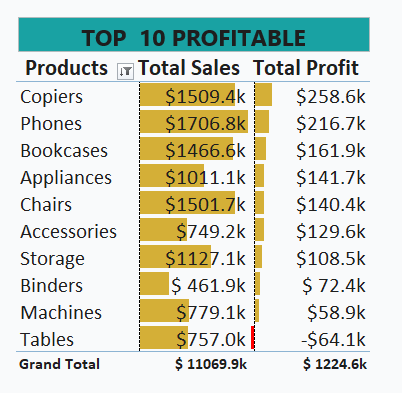 TOP 10 PROFITABLE
Products Total Sales Total Profit
Copiers $1509.4k $258.6k
Phones $1706.8k $216.7k
Bookcases $1466.6k $161.9k
Appliances $1011.1k $141.7k
Chairs $1501.7k $140.4k
Accessories $749.2k $129.6k
Storage $1127.1k $108.5k
Binders $ 461.9k $ 72.4k
Machines $779.1k $58.9k
Tables $757.0k -$64.1k
Grand Total $ 11069.9k $ 1224.6k